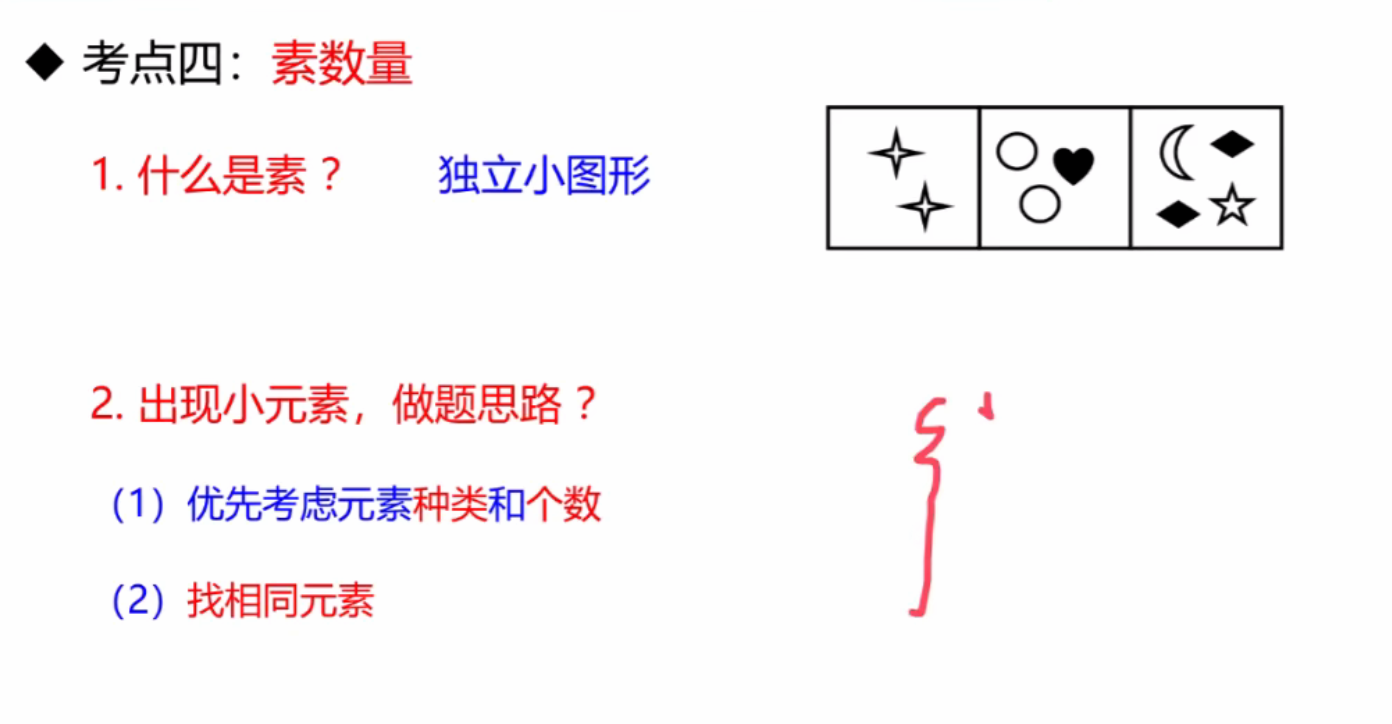 ◆ 考点四：素数量
1. 什么是素？ 独立小图形
2. 出现小元素，做题思路？
（1）优先考虑元素种类和个数
（2）找相同元素